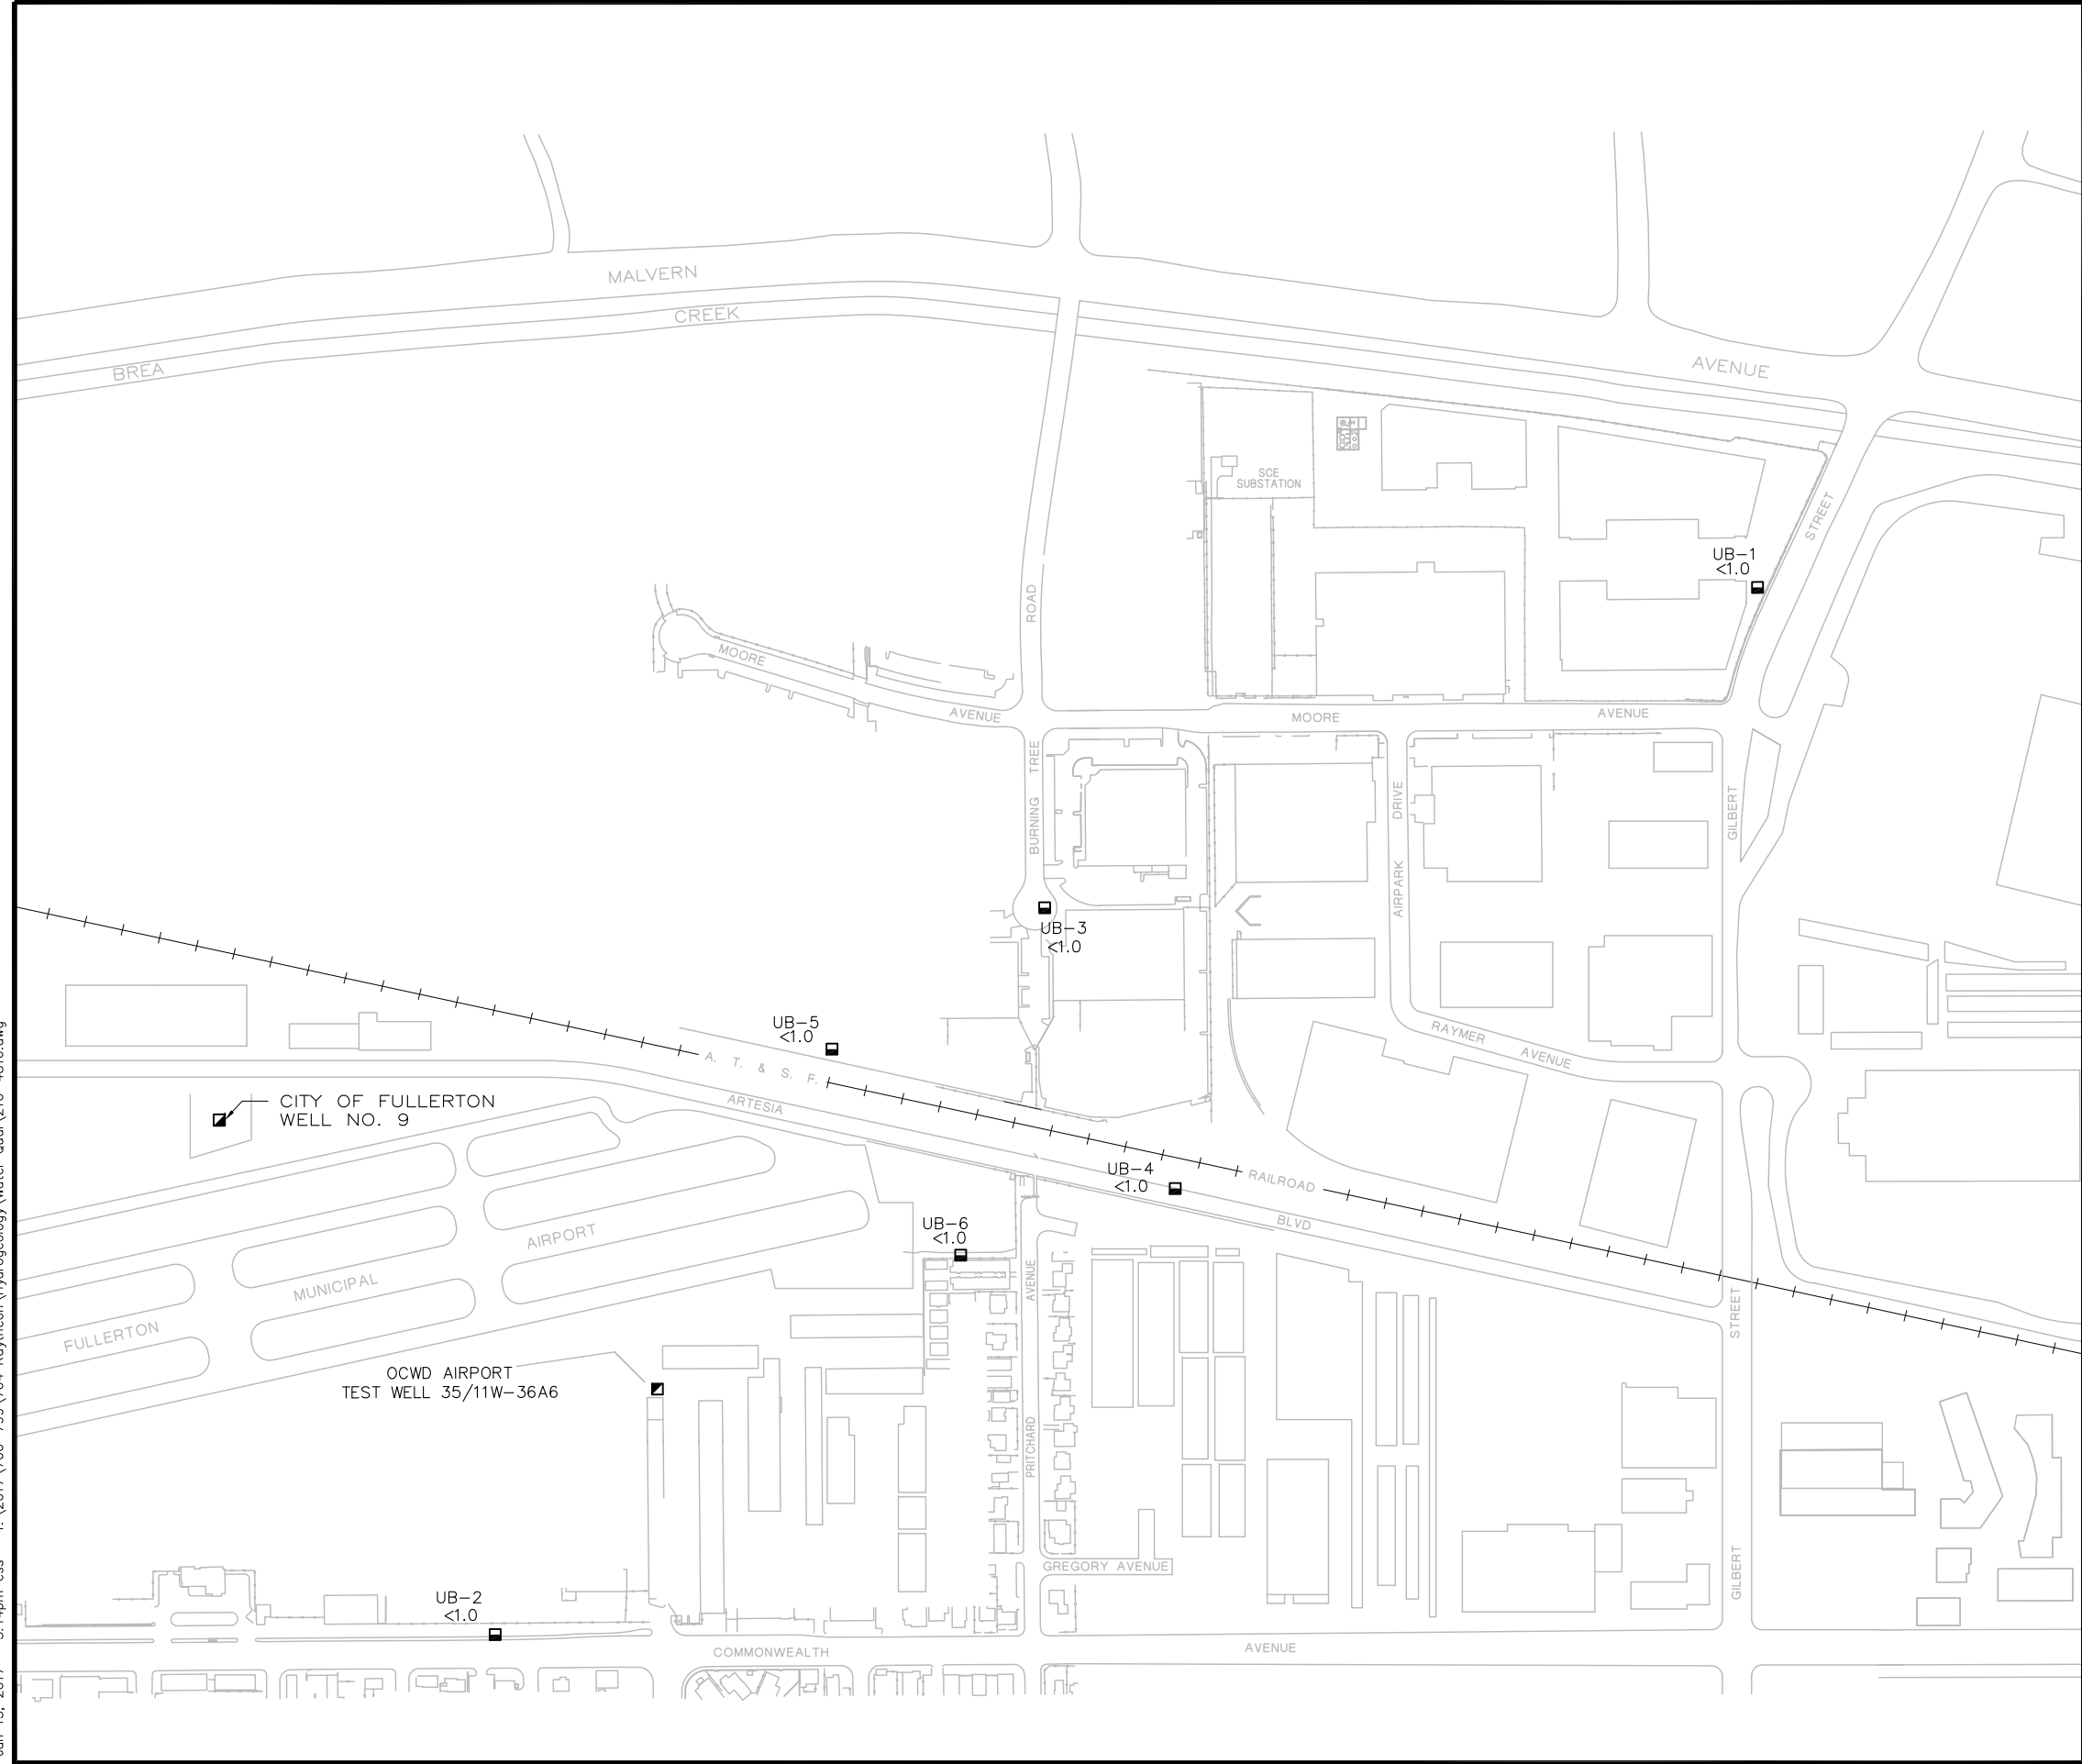 MALVERN
CREEK
BREA
AVENUE
SCE
SUBSTATION
STREET
UB-1
<1.0
ROAD
MOORE
AVENUE
MOORE
AVENUE
BURNING TREE
AIRPARK DRIVE
GILBERT
UB-3
<1.0
UB-5
<1.0
RAYMER
AVENUE
A. T. & S. F.
ARTESIA
CITY OF FULLERTON
WELL NO. 9
UB-4
<1.0
RAILROAD
BLVD
UB-6
<1.0
AIRPORT
MUNICIPAL
FULLERTON
AVENUE
STREET
OCWD AIRPORT
TEST WELL 35/11W-36A6
PRITCHARD
GREGORY AVENUE
GILBERT
UB-2
<1.0
COMMONWEALTH
AVENUE